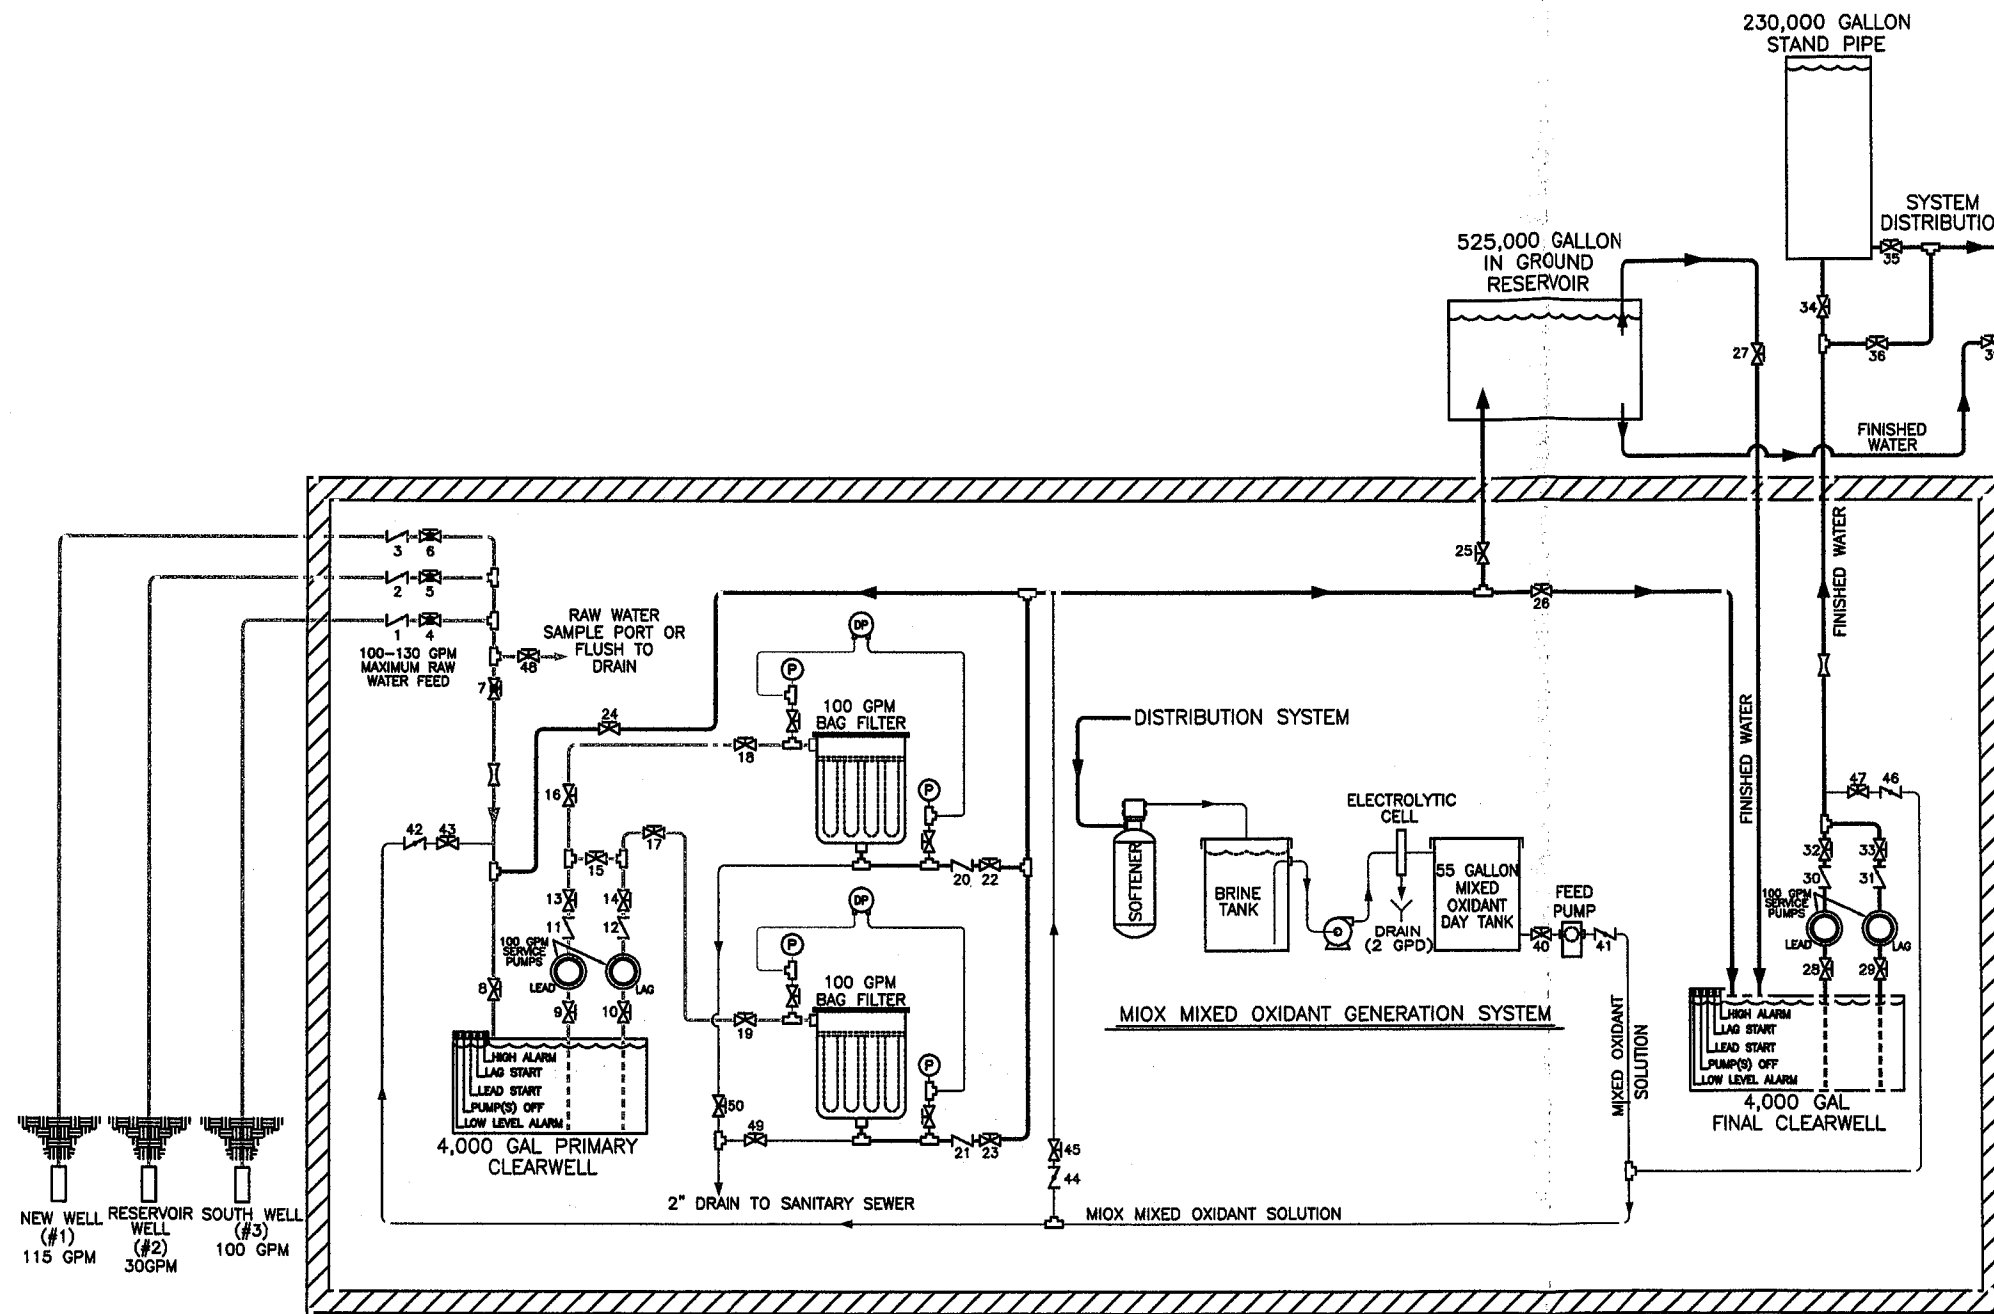 230,000 GALLON
STAND PIPE
SYSTEM
DISTRIBUTIO
35
525,000 GALLON
IN GROUND
RESERVOIR
34
36
27
FINISHED
WATER
25
26
FINISHED WATER
3 6
2 5
1 4
100-130 GPM
MAXIMUM RAW
WATER FEED
RAW WATER
SAMPLE PORT OR
FLUSH TO
DRAIN
48
7
24
DP
P
100 GPM
BAG FILTER
18
16
P
42 43
17
15
20 22
13 14
11 12
100 GPM
SERVICE
PUMPS
LEAD
LAG
8
9 10
DP
P
100 GPM
BAG FILTER
19
P
HIGH ALARM
LAG START
LEAD START
PUMP(S) OFF
LOW LEVEL ALARM
4,000 GAL PRIMARY
CLEARWELL
50
49
21 23
2" DRAIN TO SANITARY SEWER
45
44
MIOX MIXED OXIDANT SOLUTION
DISTRIBUTION SYSTEM
SOFTENER
BRINE
TANK
ELECTROLYTIC
CELL
DRAIN
(2 GPD)
55 GALLON
MIXED
OXIDANT
DAY TANK
FEED
PUMP
40
41
MIOX MIXED OXIDANT GENERATION SYSTEM
MIXED OXIDANT
SOLUTION
FINISHED WATER
47 46
32 33
30 31
100 GPM
SERVICE
PUMPS
LEAD
LAG
28 29
HIGH ALARM
LAG START
LEAD START
PUMP(S) OFF
LOW LEVEL ALARM
4,000 GAL
FINAL CLEARWELL
NEW WELL
(#1)
115 GPM
RESERVOIR
WELL
(#2)
30GPM
SOUTH WELL
(#3)
100 GPM